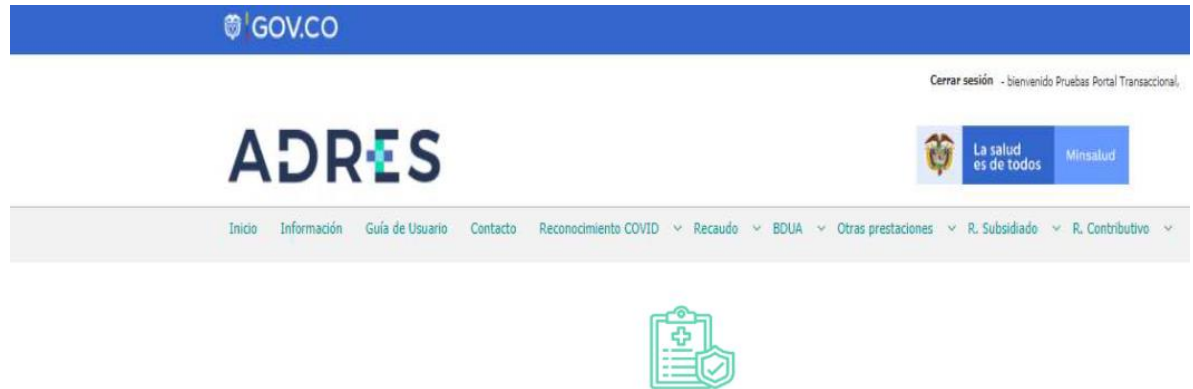 GOV.CO
Cerrar sesión - bienvenido Pruebas Portal Transaccional,
ADRES
La salud
es de todos
Minsalud
Inicio Información Guía de Usuario Contacto Reconocimiento COVID Recaudo BDUA Otras prestaciones R. Subsidiado R. Contributivo